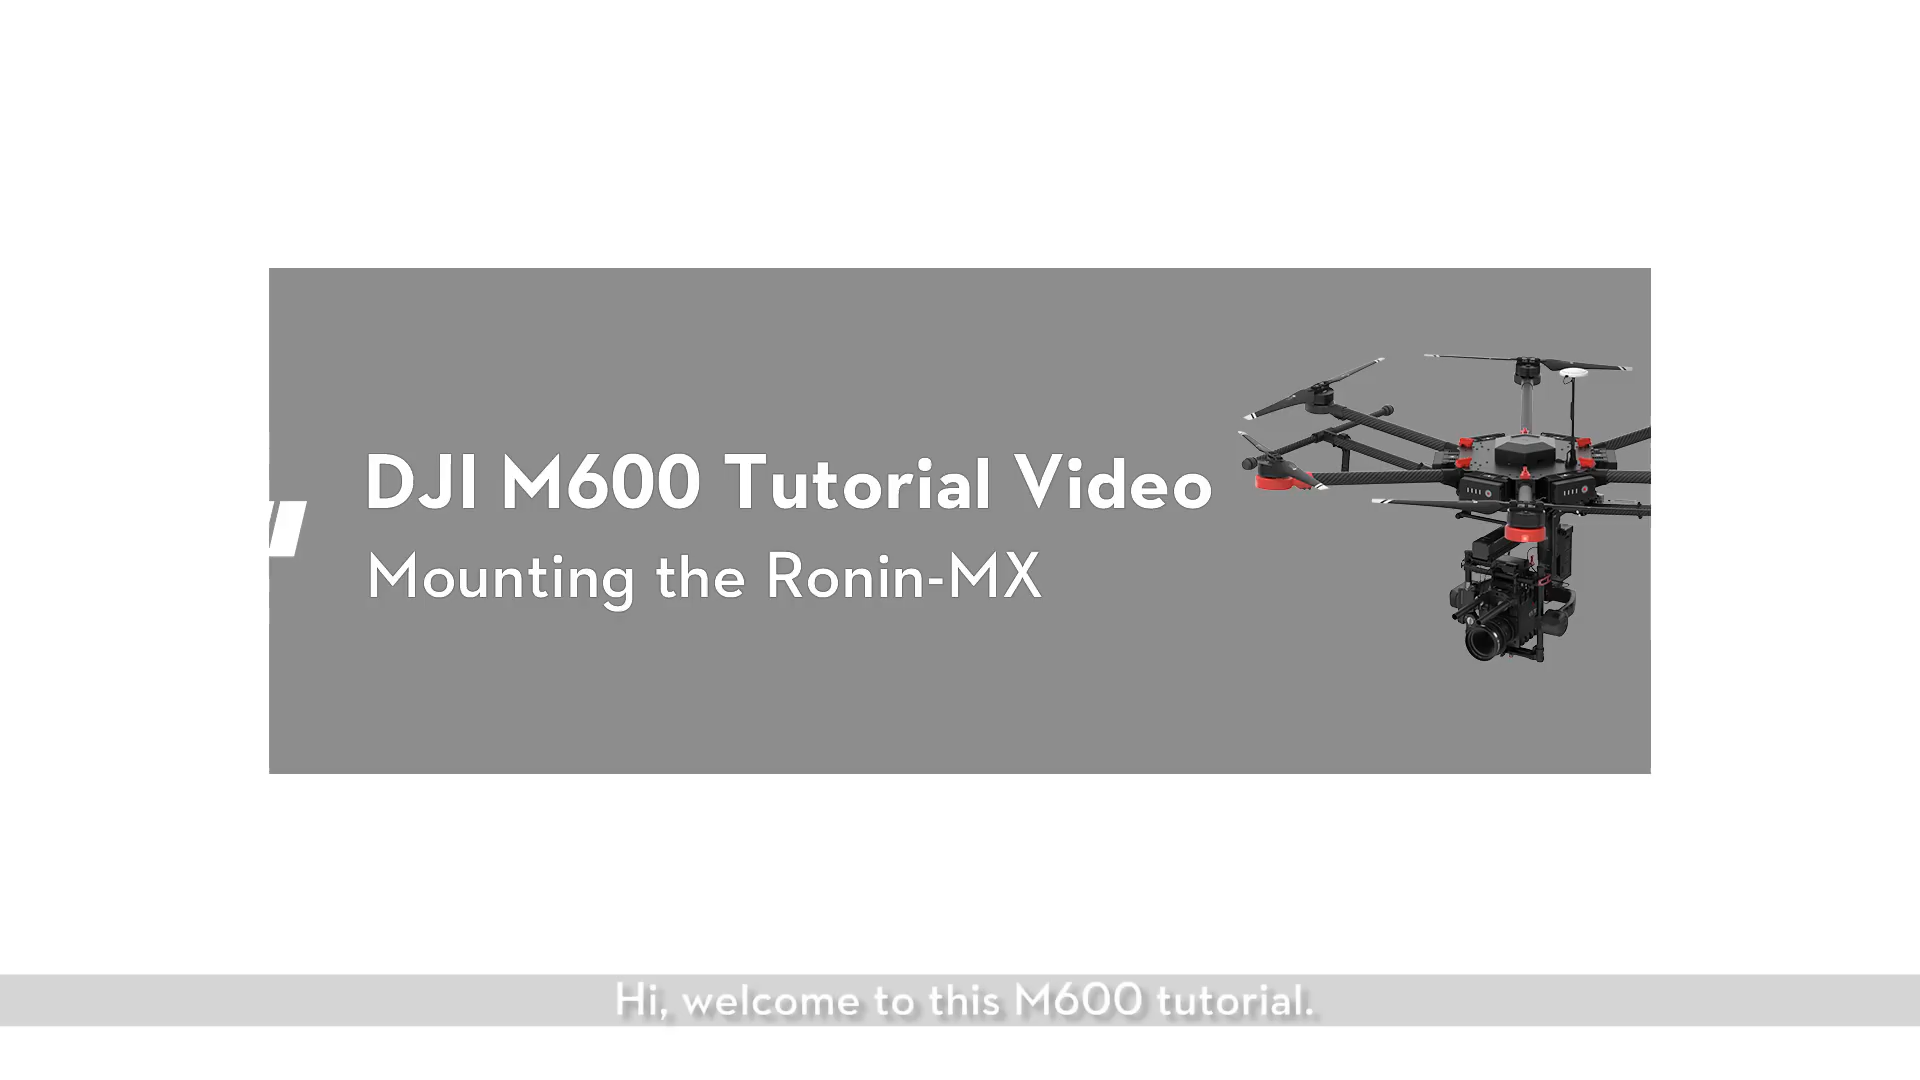 DJI M600 Tutorial Video
Mounting the Ronin-MX
Hi, welcome to this M600 tutorial.